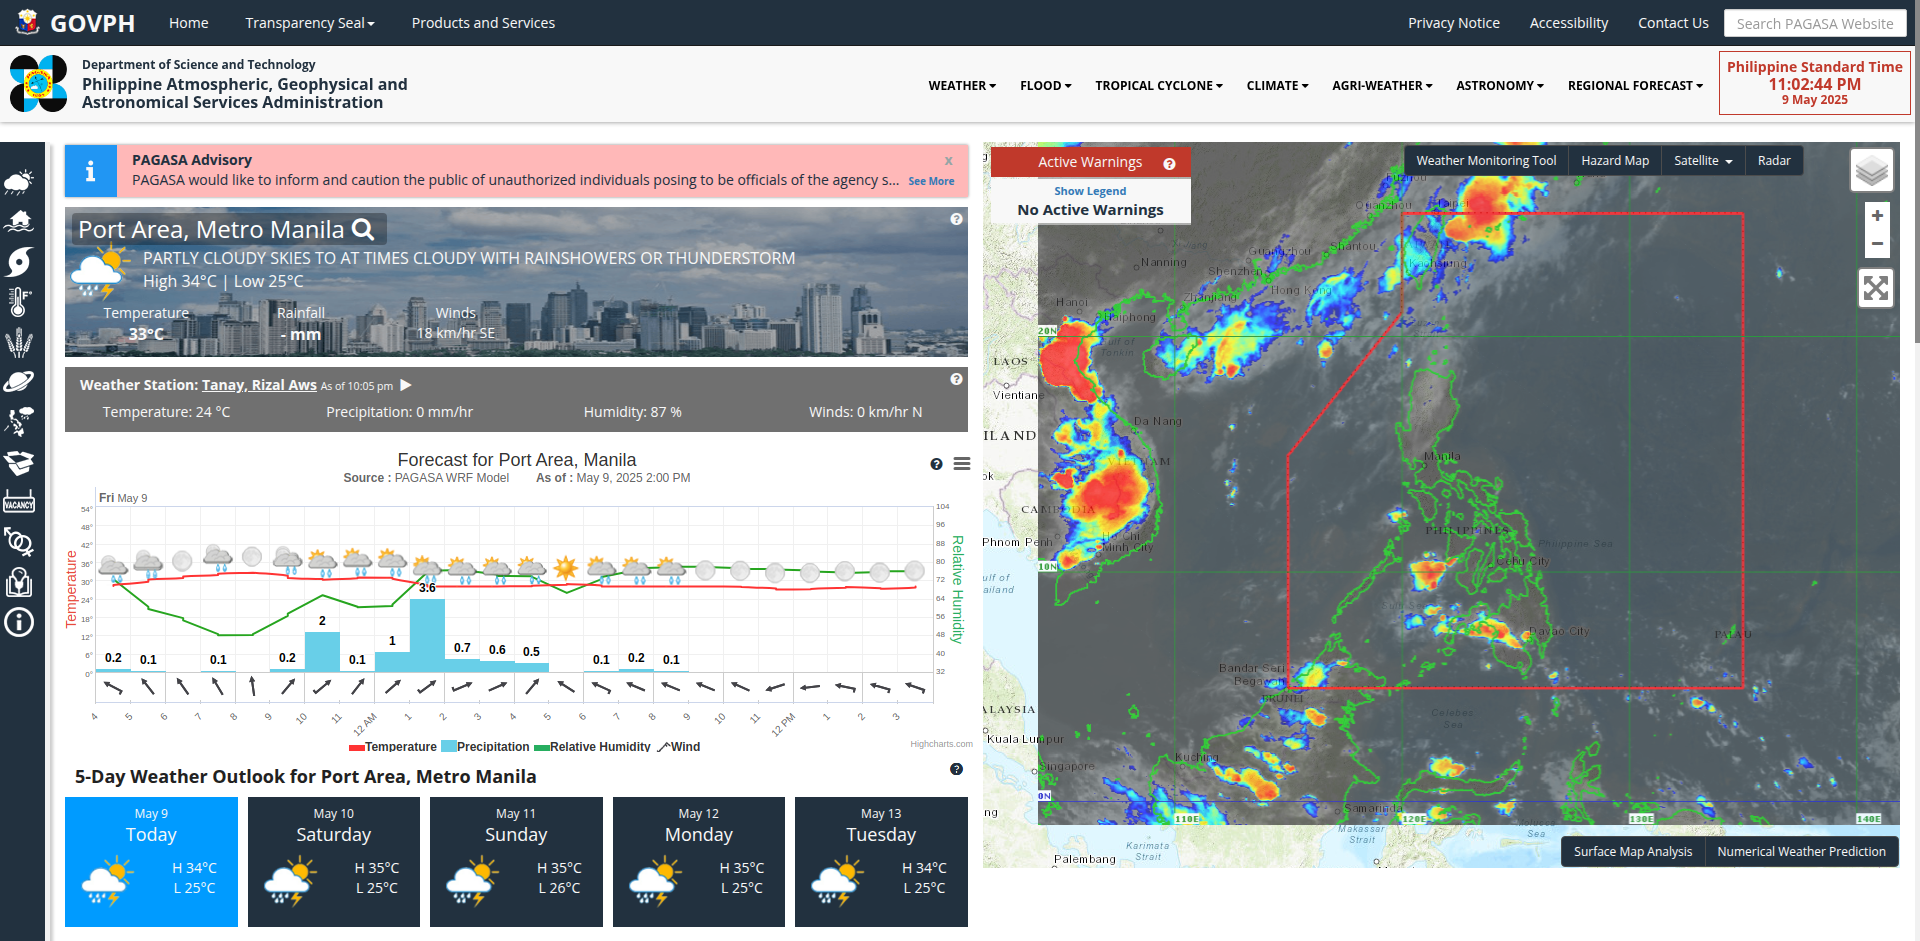 GOVPH
Home
Transparency Seal
Products and Services
Privacy Notice
Accessibility
Contact Us
Search PAGASA Website
Department of Science and Technology
Philippine Atmospheric, Geophysical and
Astronomical Services Administration
WEATHER
FLOOD
TROPICAL CYCLONE
CLIMATE
AGRI-WEATHER
ASTRONOMY
REGIONAL FORECAST
Philippine Standard Time
11:02:44 PM
9 May 2025
VACANCY
PAGASA Advisory
x
PAGASA would like to inform and caution the public of unauthorized individuals posing to be officials of the agency s... See More
Port Area, Metro Manila
PARTLY CLOUDY SKIES TO AT TIMES CLOUDY WITH RAINSHOWERS OR THUNDERSTORM
High 34°C | Low 25°C
Temperature
33°C
Rainfall
- mm
Winds
18 km/hr SE
Weather Station: Tanay, Rizal Aws As of 10:05 pm
Temperature: 24 °C
Precipitation: 0 mm/hr
Humidity: 87 %
Winds: 0 km/hr N
Forecast for Port Area, Manila
Source : PAGASA WRF Model As of : May 9, 2025 2:00 PM
Fri May 9
Temperature
54°
48°
42°
36°
30°
24°
18°
12°
6°
0°
Relative Humidity
104
96
88
80
72
64
56
48
40
32
0.2
0.1
0.1
0.2
2
0.1
1
3.6
0.7
0.6
0.5
0.1
0.2
0.1
4 5 6 7 8 9 10 11 12 AM 1 2 3 4 5 6 7 8 9 10 11 12 PM 1 2 3
Temperature Precipitation Relative Humidity Wind
Highcharts.com
5-Day Weather Outlook for Port Area, Metro Manila
May 9
Today
H 34°C
L 25°C
May 10
Saturday
H 35°C
L 25°C
May 11
Sunday
H 35°C
L 26°C
May 12
Monday
H 35°C
L 25°C
May 13
Tuesday
H 34°C
L 25°C
Active Warnings
Show Legend
No Active Warnings
Weather Monitoring Tool
Hazard Map
Satellite
Radar
+
−
Quanzhou
Guangzhou
Shantou
Nanning
Shenzhen
Kaohsiung
Hong Kong
Zhanjiang
Hanoi
Haiphong
20N
Gulf of
Tonkin
LAOS
Vientiane
Da Nang
ILAND
VIETNAM
Manila
ok
CAMBODIA
Phnom Penh
Ho Chi
Minh City
PHILIPPINES
Philippine Sea
Cebu City
10N
ulf of
ailand
Davao City
PALAU
Bandar Seri
Begawan
BRUNEI
ALAYSIA
Celebes
Sea
Kuala Lumpur
Kuching
Singapore
0N
ng
Samarinda
110E
120E
130E
140E
Makassar
Strait
Molucca
Sea
Karimata
Strait
Palembang
Surface Map Analysis
Numerical Weather Prediction